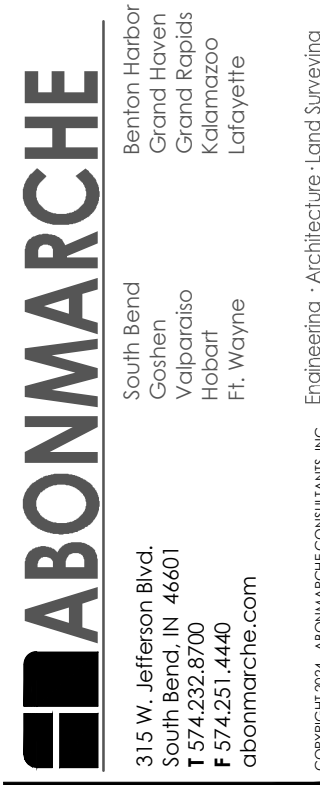 ABONMARCHE
315 W. Jefferson Blvd.
South Bend, IN 46601
T 574.232.8700
F 574.251.4440
abonmarche.com
South Bend
Goshen
Valparaiso
Hobart
Ft. Wayne
Benton Harbor
Grand Haven
Grand Rapids
Kalamazoo
Lafayette
COPYRIGHT 2024 - ABONMARCHE CONSULTANTS, INC.
Engineering · Architecture · Land Surveying